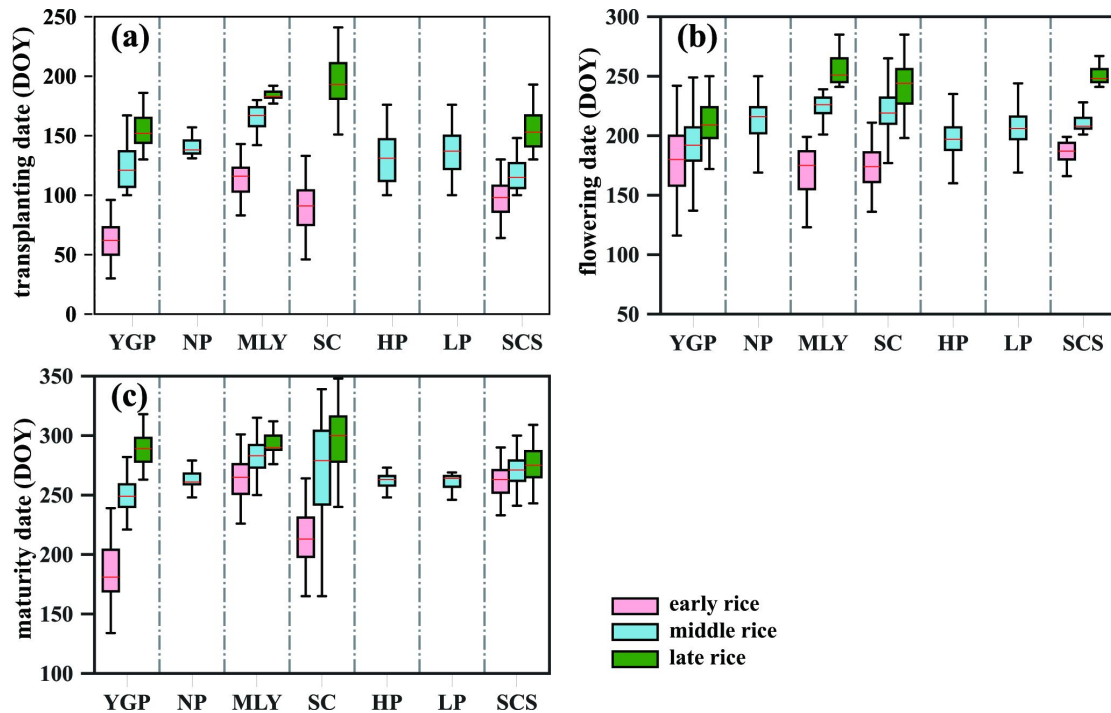 (a)
transplanting date (DOY)
250
200
150
100
50
0
YGP NP MLY SC HP LP SCS
(b)
flowering date (DOY)
300
250
200
150
100
50
YGP NP MLY SC HP LP SCS
(c)
maturity date (DOY)
350
300
250
200
150
100
YGP NP MLY SC HP LP SCS
early rice
middle rice
late rice